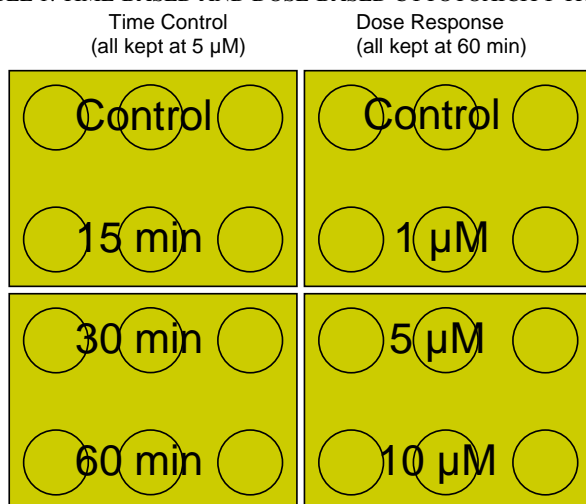 Time Control
(all kept at 5 µM)
Dose Response
(all kept at 60 min)
Control
Control
15 min
1 µM
30 min
5 µM
60 min
10 µM